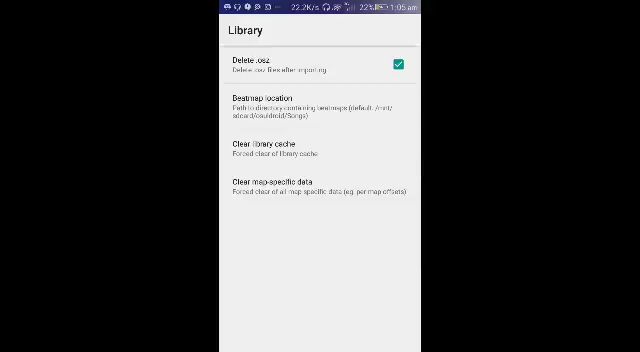 22.2K/s 22% 1:05 am
Library
Delete .osz
Delete .osz files after importing
Beatmap location
Path to directory containing beatmaps (default: /mnt/
sdcard/osu!droid/Songs)
Clear library cache
Forced clear of library cache
Clear map-specific data
Forced clear of all map specific data (eg. per map offsets)